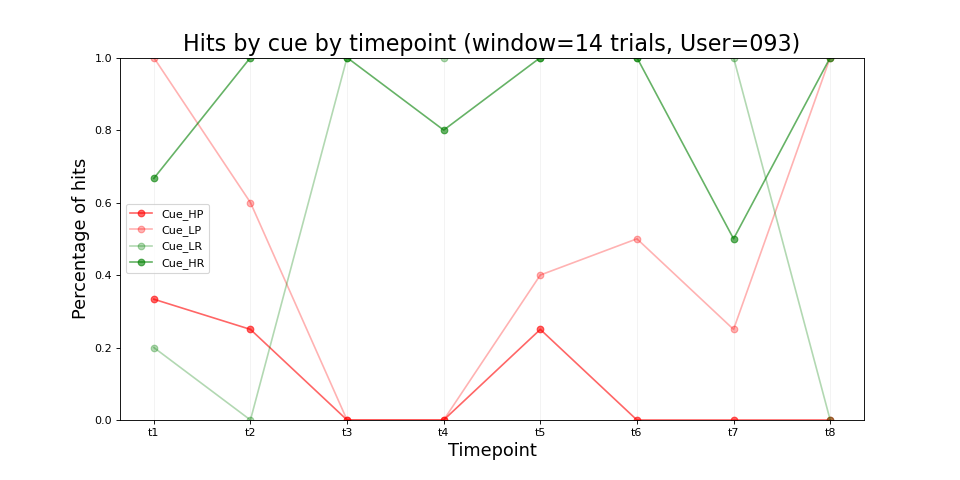 Hits by cue by timepoint (window=14 trials, User=093)
Percentage of hits
1.0
0.8
0.6
0.4
0.2
0.0
Cue_HP
Cue_LP
Cue_LR
Cue_HR
t1 t2 t3 t4 t5 t6 t7 t8
Timepoint